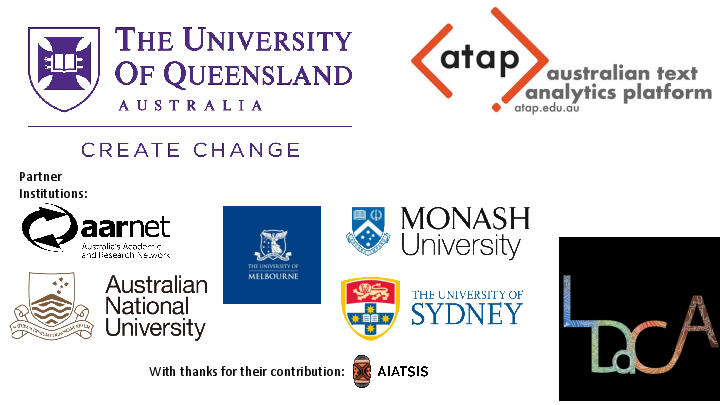 THE UNIVERSITY
OF QUEENSLAND
AUSTRALIA
CREATE CHANGE
atap
australian text
analytics platform
atap.edu.au
Partner
Institutions:
aarnet
Australia's Academic
and Research Network
THE UNIVERSITY OF
MELBOURNE
MONASH
University
Australian
National
University
THE UNIVERSITY OF
SYDNEY
LDaCA
With thanks for their contribution:
AIATSIS